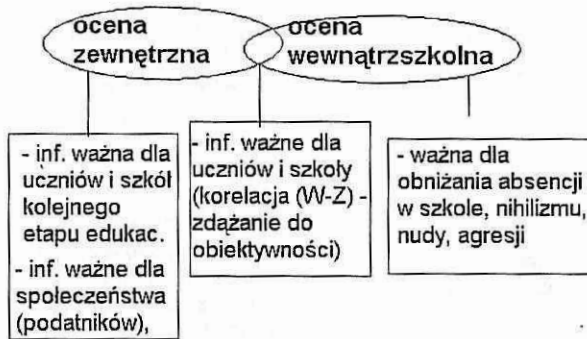 ocena
zewnętrzna
ocena
wewnątrzszkolna
- inf. ważna dla
uczniów i szkół
kolejnego
etapu edukac.
- inf. ważne dla
społeczeństwa
(podatników),
- inf. ważne dla
uczniów i szkoły
(korelacja (W-Z) -
zdążanie do
obiektywności)
- ważna dla
obniżania absencji
w szkole, nihilizmu,
nudy, agresji